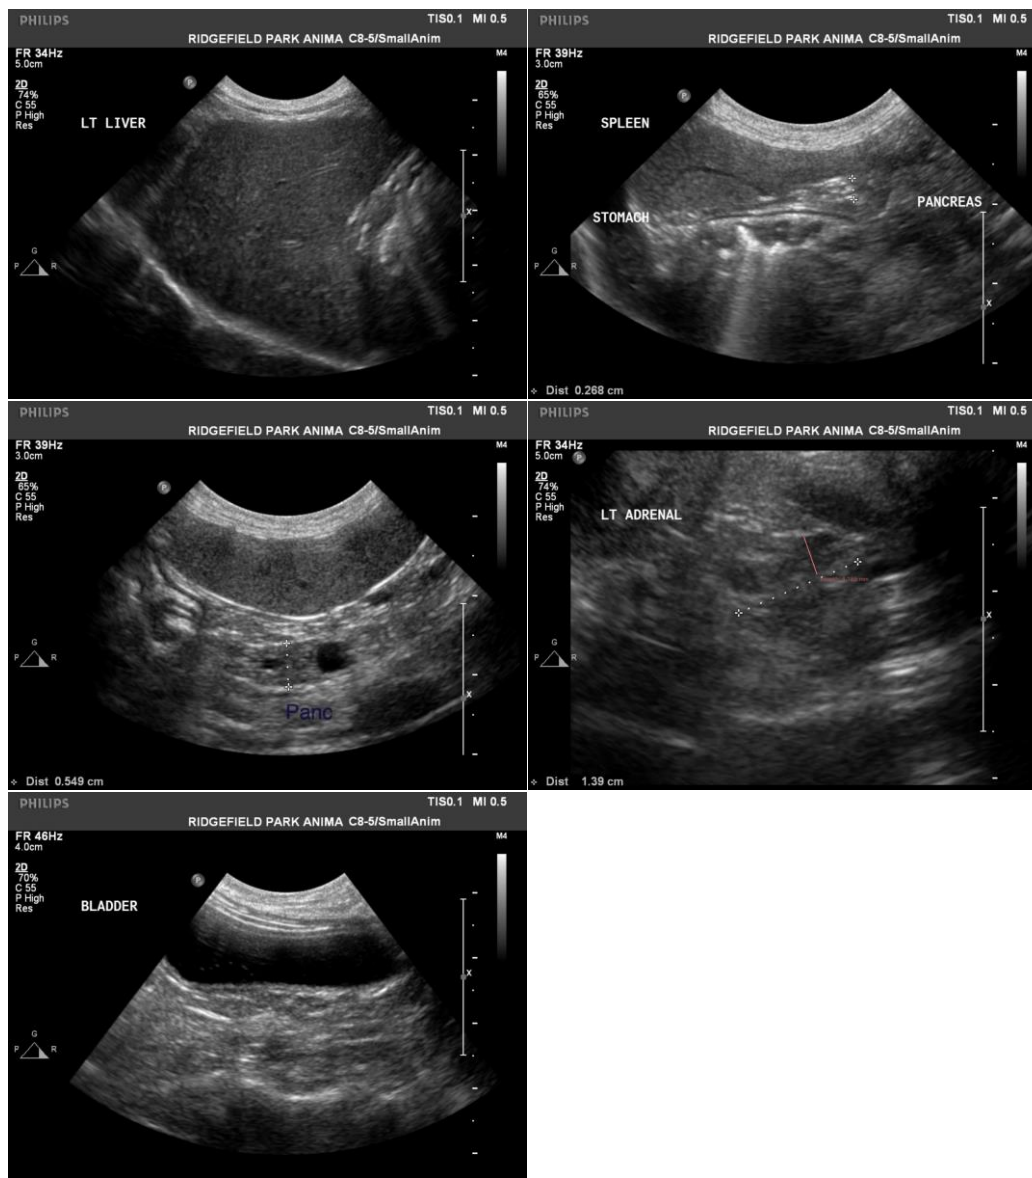 PHILIPS TIS0.1 MI 0.5
RIDGEFIELD PARK ANIMA C8-5/SmallAnim
FR 34Hz
5.0cm
M4
2D
74%
C 55
P High
Res
P
LT LIVER
X
G
P R
PHILIPS TIS0.1 MI 0.5
RIDGEFIELD PARK ANIMA C8-5/SmallAnim
FR 39Hz
3.0cm
M4
2D
65%
C 55
P High
Res
P
SPLEEN
PANCREAS
STOMACH
G
P R
X
Dist 0.268 cm
PHILIPS TIS0.1 MI 0.5
RIDGEFIELD PARK ANIMA C8-5/SmallAnim
FR 39Hz
3.0cm
M4
2D
65%
C 55
P High
Res
P
G
P R
X
Panc
Dist 0.549 cm
PHILIPS TIS0.1 MI 0.5
RIDGEFIELD PARK ANIMA C8-5/SmallAnim
FR 34Hz
5.0cm
M4
P
2D
74%
C 55
P High
Res
LT ADRENAL
X
G
P R
Dist 1.39 cm
PHILIPS TIS0.1 MI 0.5
RIDGEFIELD PARK ANIMA C8-5/SmallAnim
FR 46Hz
4.0cm
M4
2D
70%
C 55
P High
Res
P
BLADDER
X
G
P R